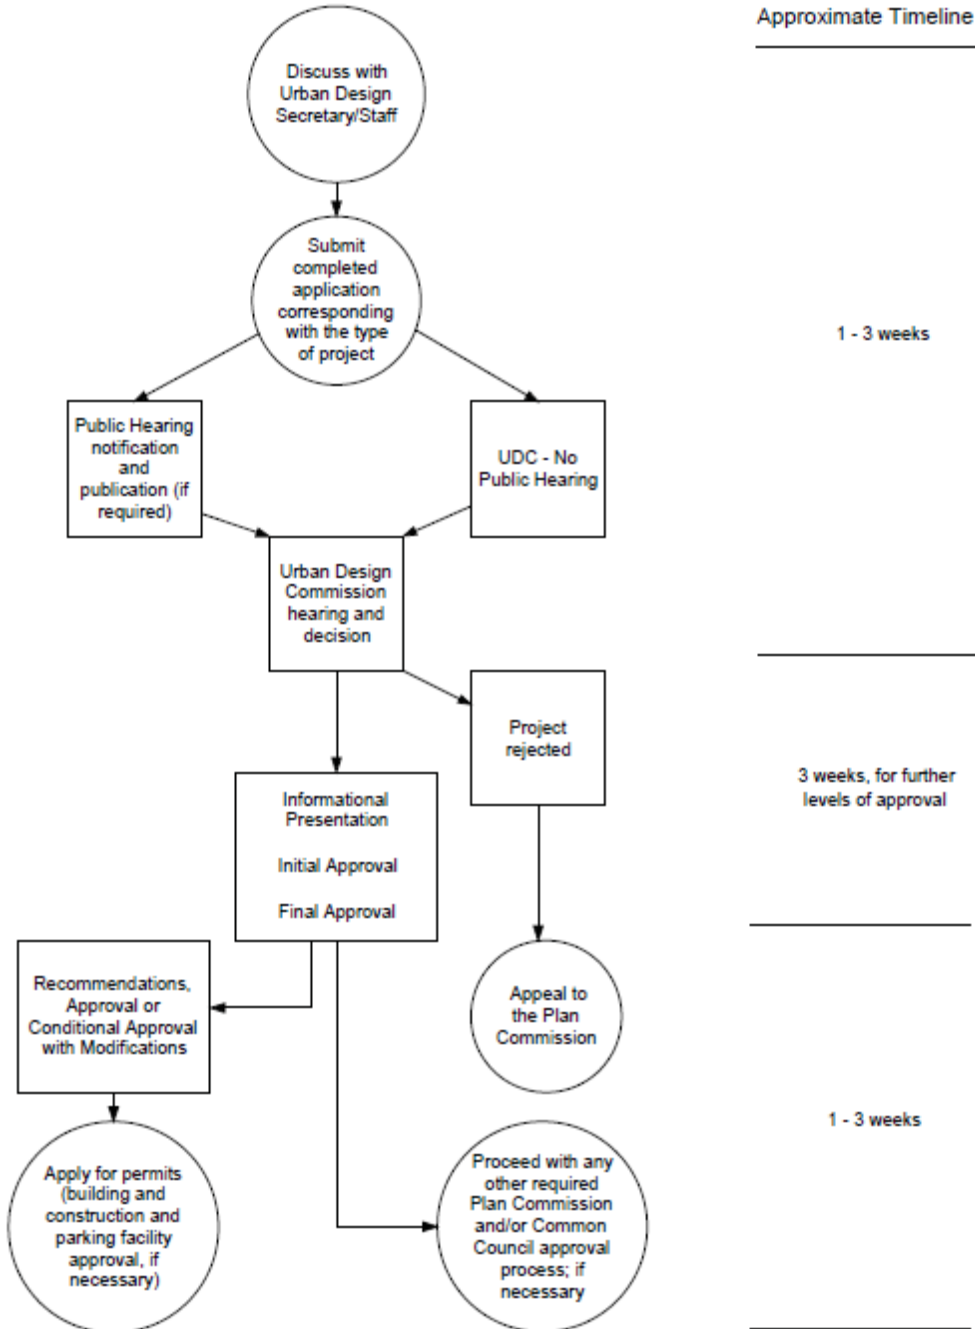 Approximate Timeline
Discuss with
Urban Design
Secretary/Staff
Submit
completed
application
corresponding
with the type
of project
1 - 3 weeks
Public Hearing
notification
and
publication (if
required)
UDC - No
Public Hearing
Urban Design
Commission
hearing and
decision
Project
rejected
3 weeks, for further
levels of approval
Informational
Presentation
Initial Approval
Final Approval
Recommendations,
Approval or
Conditional Approval
with Modifications
Appeal to
the Plan
Commission
1 - 3 weeks
Apply for permits
(building and
construction and
parking facility
approval, if
necessary)
Proceed with any
other required
Plan Commission
and/or Common
Council approval
process; if
necessary